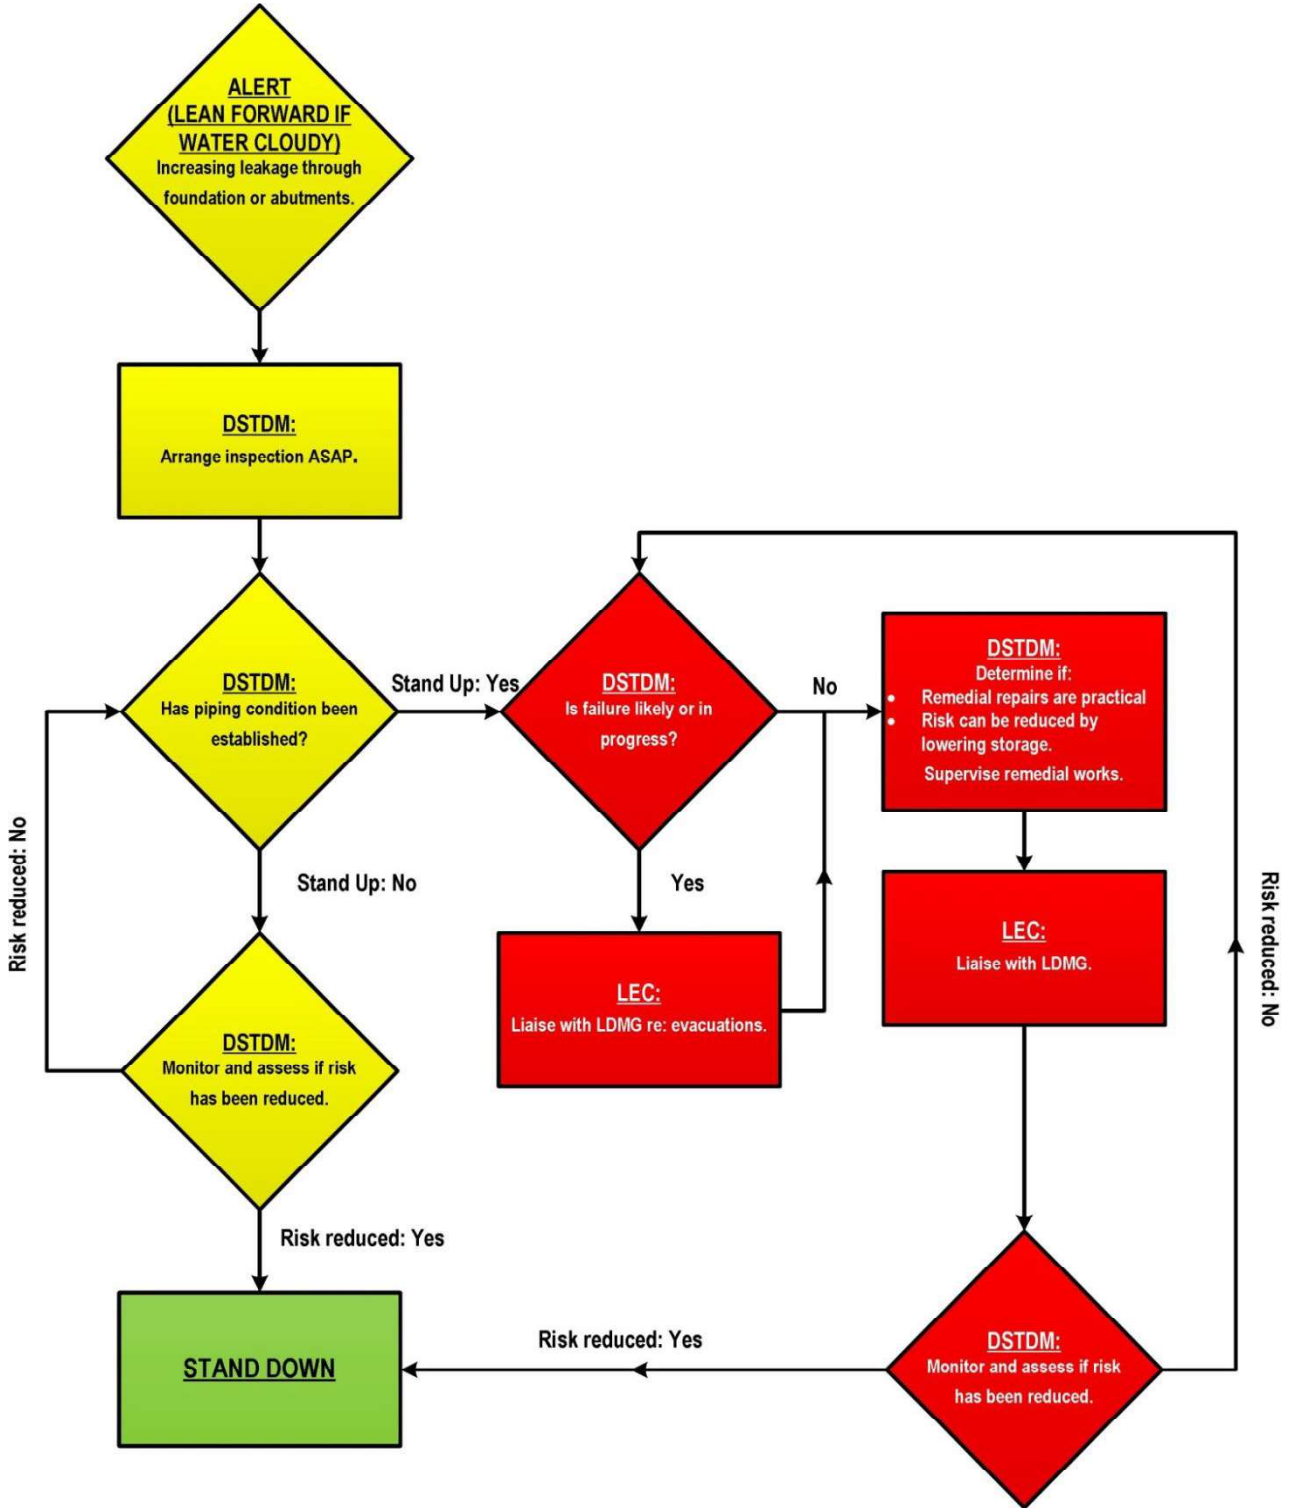 ALERT
(LEAN FORWARD IF
WATER CLOUDY)
Increasing leakage through
foundation or abutments.
DSTDM:
Arrange inspection ASAP.
DSTDM:
Has piping condition been
established?
Stand Up: Yes
DSTDM:
Is failure likely or in
progress?
No
DSTDM:
Determine if:
• Remedial repairs are practical
• Risk can be reduced by
lowering storage.
Supervise remedial works.
Risk reduced: No
Stand Up: No
Yes
LEC:
Liaise with LDMG re: evacuations.
LEC:
Liaise with LDMG.
Risk reduced: No
DSTDM:
Monitor and assess if risk
has been reduced.
Risk reduced: Yes
STAND DOWN
Risk reduced: Yes
DSTDM:
Monitor and assess if risk
has been reduced.